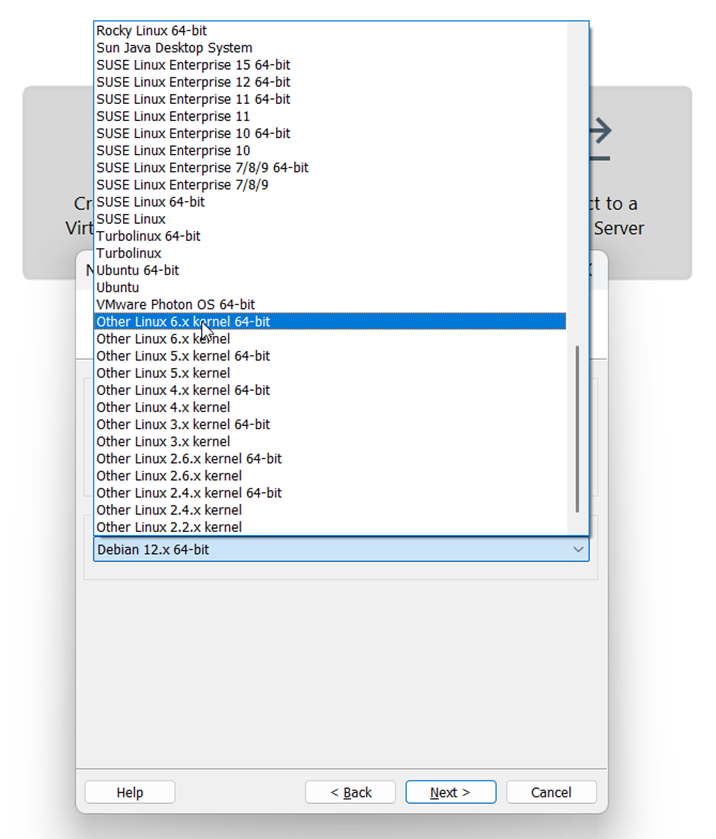 Rocky Linux 64-bit
Sun Java Desktop System
SUSE Linux Enterprise 15 64-bit
SUSE Linux Enterprise 12 64-bit
SUSE Linux Enterprise 11 64-bit
SUSE Linux Enterprise 11
SUSE Linux Enterprise 10 64-bit
SUSE Linux Enterprise 10
SUSE Linux Enterprise 7/8/9 64-bit
SUSE Linux Enterprise 7/8/9
SUSE Linux 64-bit
SUSE Linux
Turbolinux 64-bit
Turbolinux
Ubuntu 64-bit
Ubuntu
VMware Photon OS 64-bit
Other Linux 6.x kernel 64-bit
Other Linux 6.x kernel
Other Linux 5.x kernel 64-bit
Other Linux 5.x kernel
Other Linux 4.x kernel 64-bit
Other Linux 4.x kernel
Other Linux 3.x kernel 64-bit
Other Linux 3.x kernel
Other Linux 2.6.x kernel 64-bit
Other Linux 2.6.x kernel
Other Linux 2.4.x kernel 64-bit
Other Linux 2.4.x kernel
Other Linux 2.2.x kernel
Debian 12.x 64-bit
to a
Server
Help
< Back
Next >
Cancel